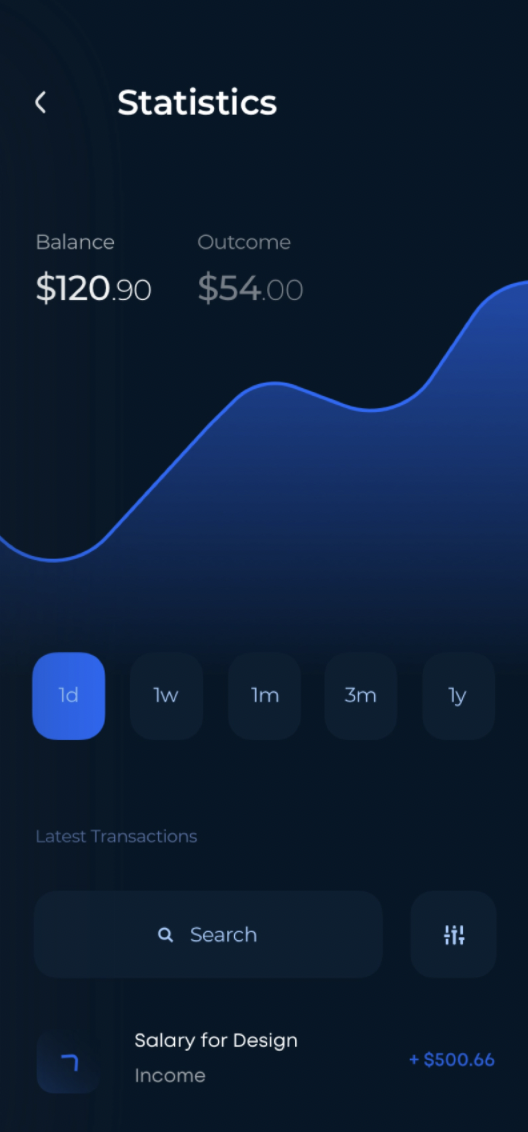 Statistics
Balance Outcome
$120.90 $54.00
1d 1w 1m 3m 1y
Latest Transactions
Search
Salary for Design
+ $500.66
Income